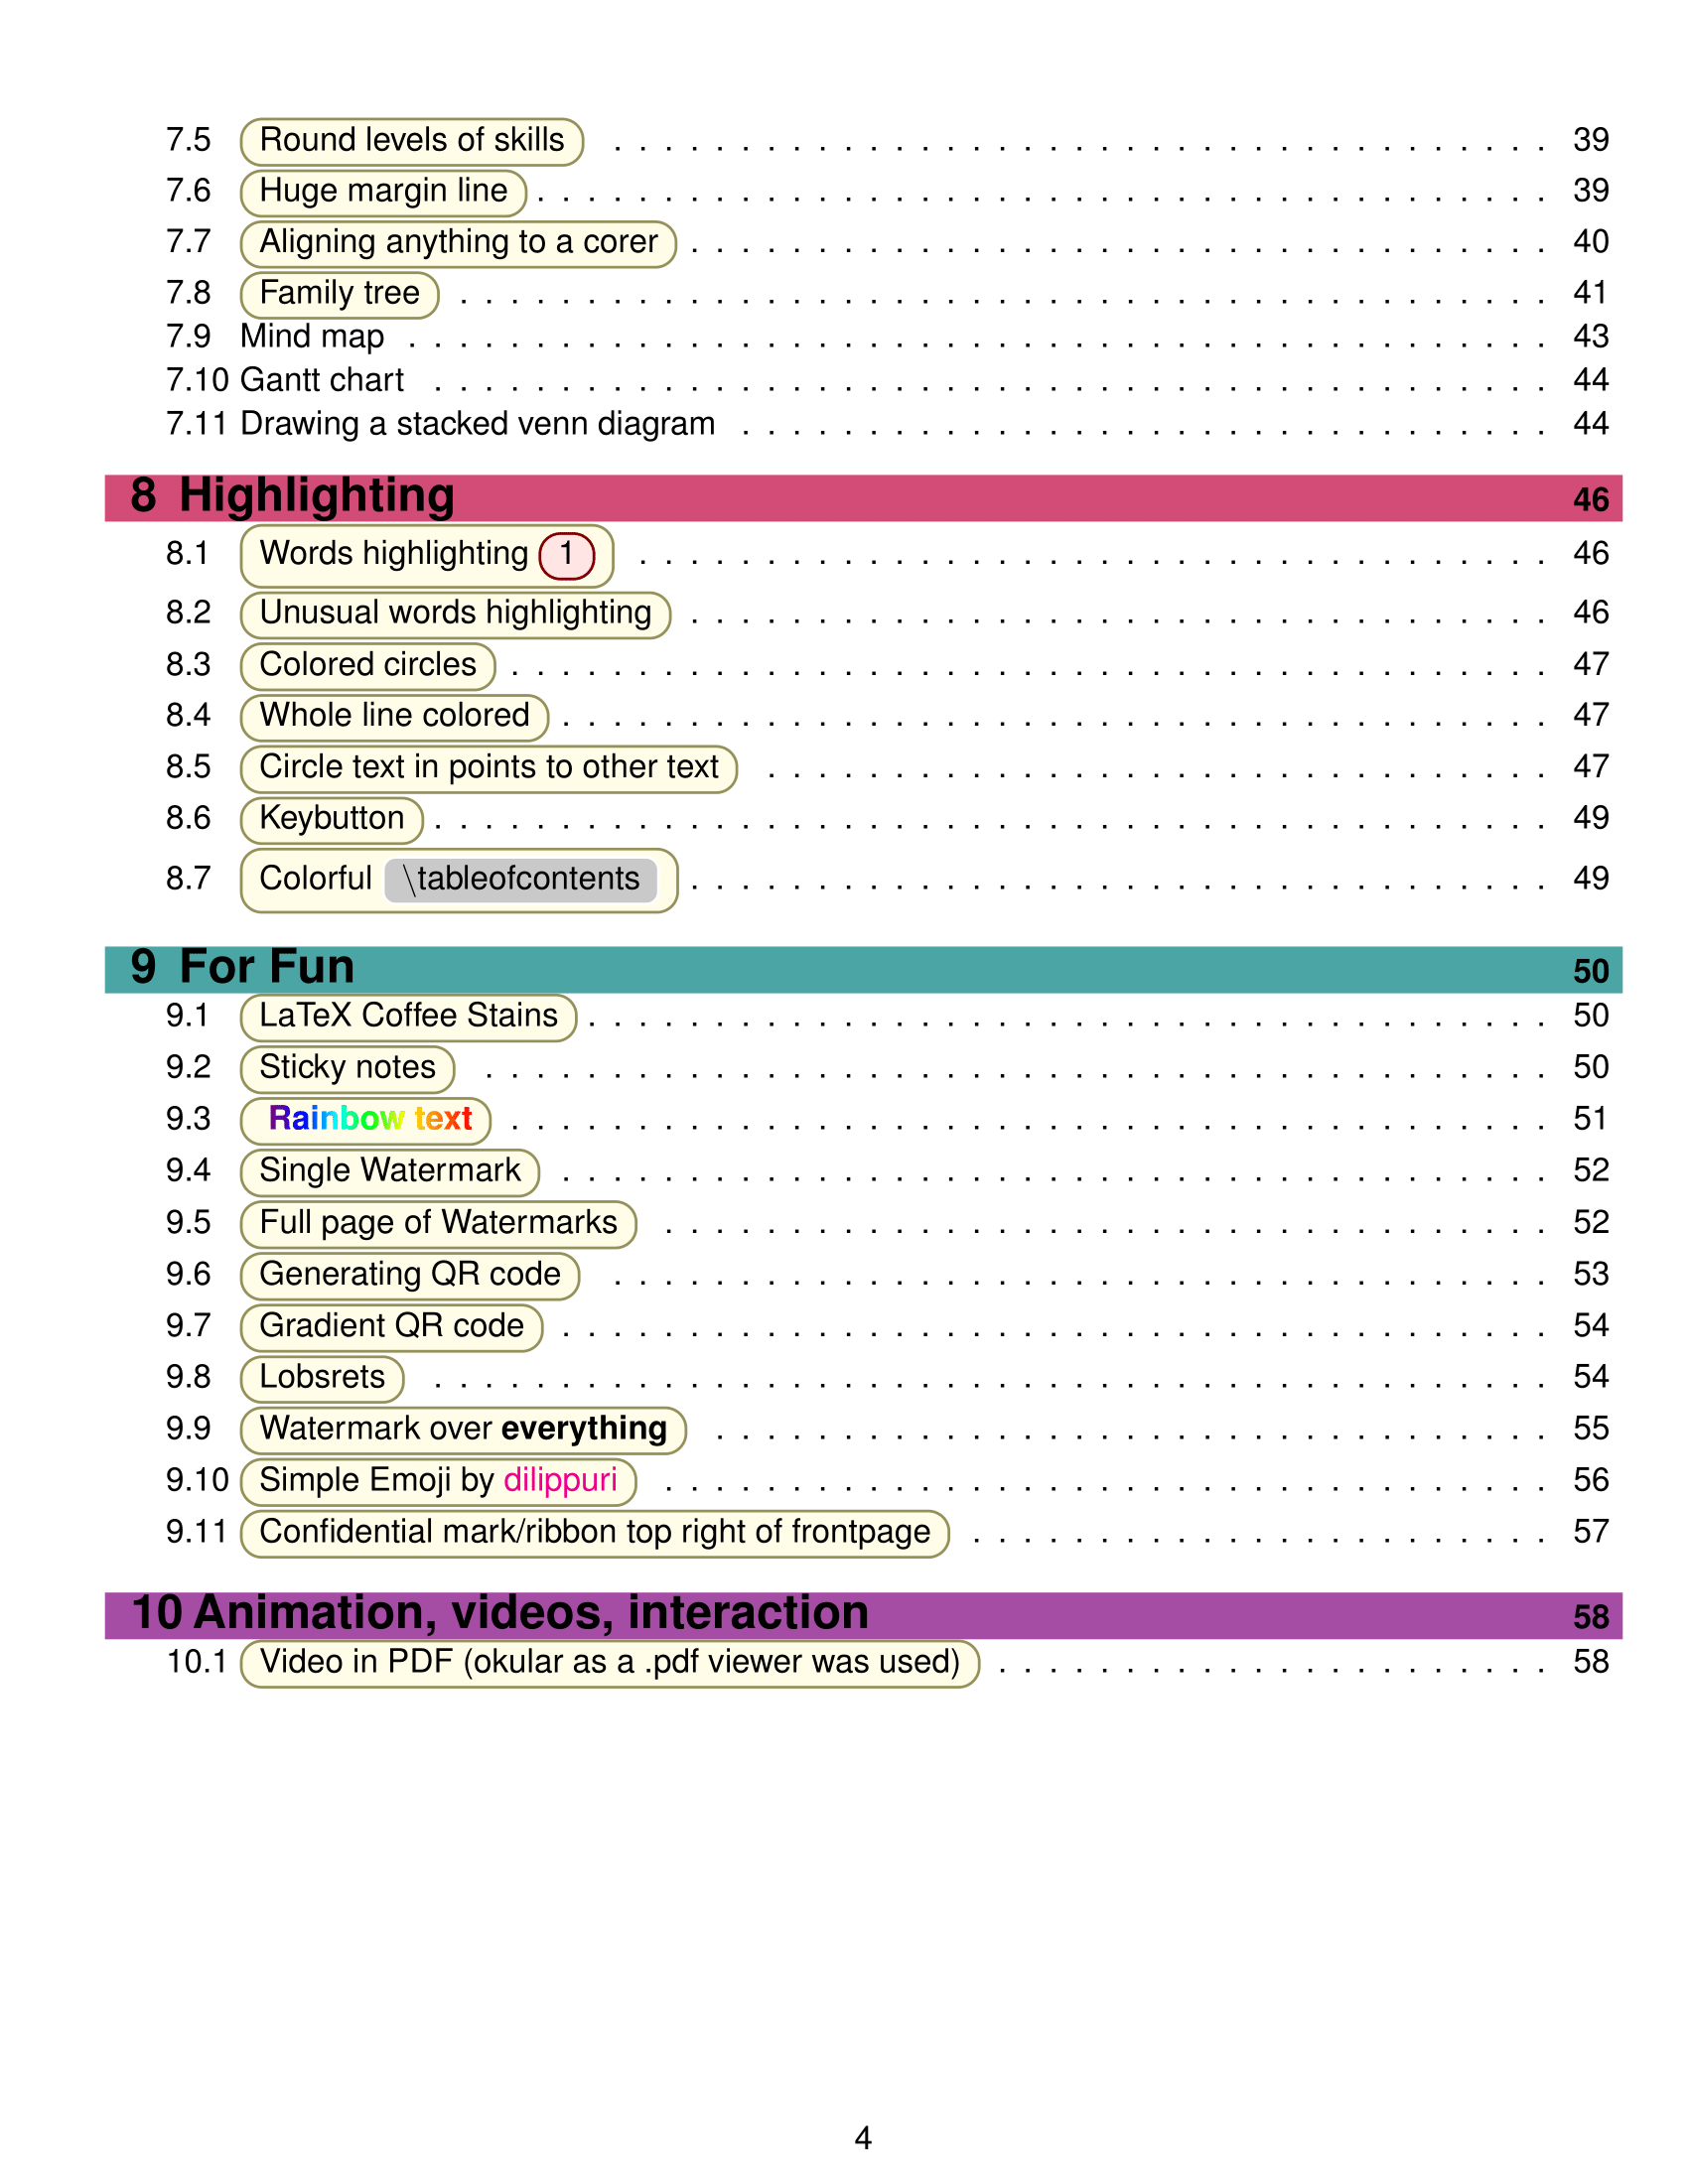 7.5 Round levels of skills . . . . . . . . . . . . . . . . . . . . . . . . . . . . . . . . . . . . . 39
7.6 Huge margin line . . . . . . . . . . . . . . . . . . . . . . . . . . . . . . . . . . . . . . . . 39
7.7 Aligning anything to a corer . . . . . . . . . . . . . . . . . . . . . . . . . . . . . . . . . . 40
7.8 Family tree . . . . . . . . . . . . . . . . . . . . . . . . . . . . . . . . . . . . . . . . . . . 41
7.9 Mind map . . . . . . . . . . . . . . . . . . . . . . . . . . . . . . . . . . . . . . . . . . . . . 43
7.10 Gantt chart . . . . . . . . . . . . . . . . . . . . . . . . . . . . . . . . . . . . . . . . . . . . 44
7.11 Drawing a stacked venn diagram . . . . . . . . . . . . . . . . . . . . . . . . . . . . . . . . 44
8 Highlighting 46
8.1 Words highlighting 1 . . . . . . . . . . . . . . . . . . . . . . . . . . . . . . . . . . . . 46
8.2 Unusual words highlighting . . . . . . . . . . . . . . . . . . . . . . . . . . . . . . . . . . 46
8.3 Colored circles . . . . . . . . . . . . . . . . . . . . . . . . . . . . . . . . . . . . . . . . . 47
8.4 Whole line colored . . . . . . . . . . . . . . . . . . . . . . . . . . . . . . . . . . . . . . . 47
8.5 Circle text in points to other text . . . . . . . . . . . . . . . . . . . . . . . . . . . . . . . 47
8.6 Keybutton . . . . . . . . . . . . . . . . . . . . . . . . . . . . . . . . . . . . . . . . . . . . 49
8.7 Colorful \tableofcontents . . . . . . . . . . . . . . . . . . . . . . . . . . . . . . . . . . 49
9 For Fun 50
9.1 LaTeX Coffee Stains . . . . . . . . . . . . . . . . . . . . . . . . . . . . . . . . . . . . . . 50
9.2 Sticky notes . . . . . . . . . . . . . . . . . . . . . . . . . . . . . . . . . . . . . . . . . . 50
9.3 Rainbow text . . . . . . . . . . . . . . . . . . . . . . . . . . . . . . . . . . . . . . . . . 51
9.4 Single Watermark . . . . . . . . . . . . . . . . . . . . . . . . . . . . . . . . . . . . . . . 52
9.5 Full page of Watermarks . . . . . . . . . . . . . . . . . . . . . . . . . . . . . . . . . . . 52
9.6 Generating QR code . . . . . . . . . . . . . . . . . . . . . . . . . . . . . . . . . . . . . 53
9.7 Gradient QR code . . . . . . . . . . . . . . . . . . . . . . . . . . . . . . . . . . . . . . . 54
9.8 Lobsrets . . . . . . . . . . . . . . . . . . . . . . . . . . . . . . . . . . . . . . . . . . . . 54
9.9 Watermark over everything . . . . . . . . . . . . . . . . . . . . . . . . . . . . . . . . . 55
9.10 Simple Emoji by dilippuri . . . . . . . . . . . . . . . . . . . . . . . . . . . . . . . . . . . 56
9.11 Confidential mark/ribbon top right of frontpage . . . . . . . . . . . . . . . . . . . . . . . 57
10 Animation, videos, interaction 58
10.1 Video in PDF (okular as a .pdf viewer was used) . . . . . . . . . . . . . . . . . . . . . . 58
4